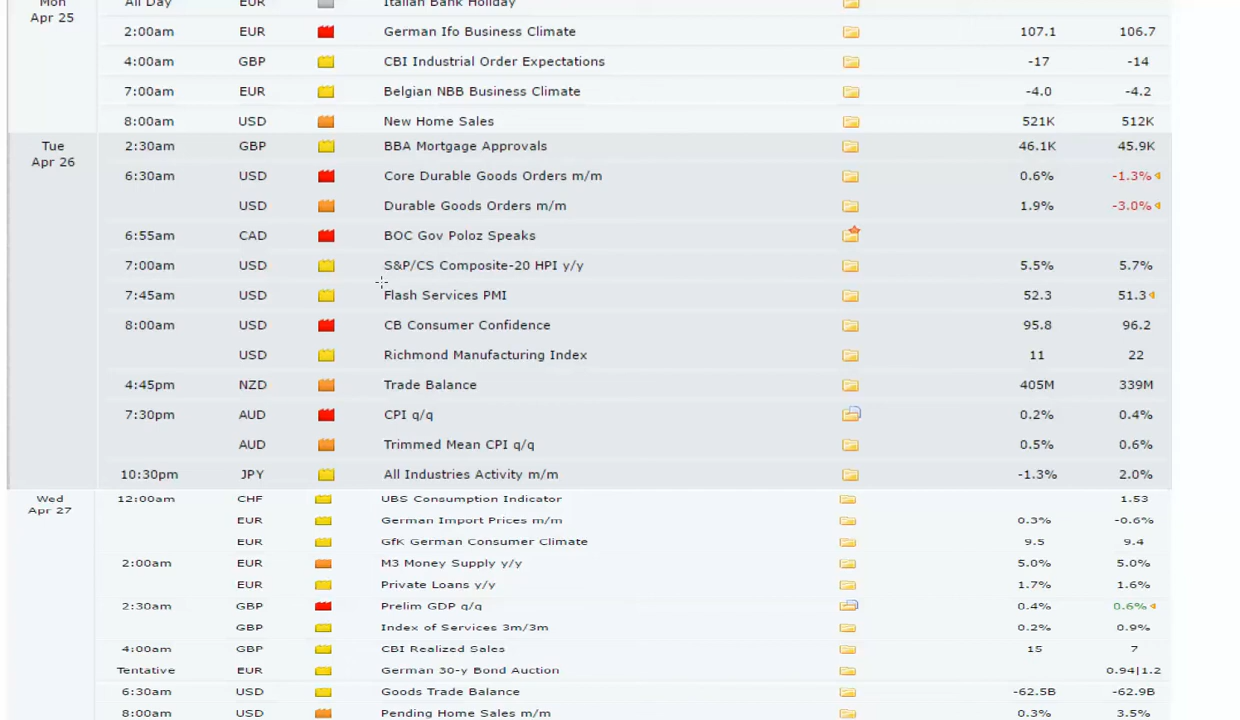 Mon All Day EUR Italian Bank Holiday
Apr 25
2:00am EUR German Ifo Business Climate 107.1 106.7
4:00am GBP CBI Industrial Order Expectations -17 -14
7:00am EUR Belgian NBB Business Climate -4.0 -4.2
8:00am USD New Home Sales 521K 512K
Tue 2:30am GBP BBA Mortgage Approvals 46.1K 45.9K
Apr 26
6:30am USD Core Durable Goods Orders m/m 0.6% -1.3%
USD Durable Goods Orders m/m 1.9% -3.0%
6:55am CAD BOC Gov Poloz Speaks
7:00am USD S&P/CS Composite-20 HPI y/y 5.5% 5.7%
7:45am USD Flash Services PMI 52.3 51.3
8:00am USD CB Consumer Confidence 95.8 96.2
USD Richmond Manufacturing Index 11 22
4:45pm NZD Trade Balance 405M 339M
7:30pm AUD CPI q/q 0.2% 0.4%
AUD Trimmed Mean CPI q/q 0.5% 0.6%
10:30pm JPY All Industries Activity m/m -1.3% 2.0%
Wed 12:00am CHF UBS Consumption Indicator 1.53
Apr 27
EUR German Import Prices m/m 0.3% -0.6%
EUR GfK German Consumer Climate 9.5 9.4
2:00am EUR M3 Money Supply y/y 5.0% 5.0%
EUR Private Loans y/y 1.7% 1.6%
2:30am GBP Prelim GDP q/q 0.4% 0.6%
GBP Index of Services 3m/3m 0.2% 0.9%
4:00am GBP CBI Realized Sales 15 7
Tentative EUR German 30-y Bond Auction 0.94|1.2
6:30am USD Goods Trade Balance -62.5B -62.9B
8:00am USD Pending Home Sales m/m 0.3% 3.5%